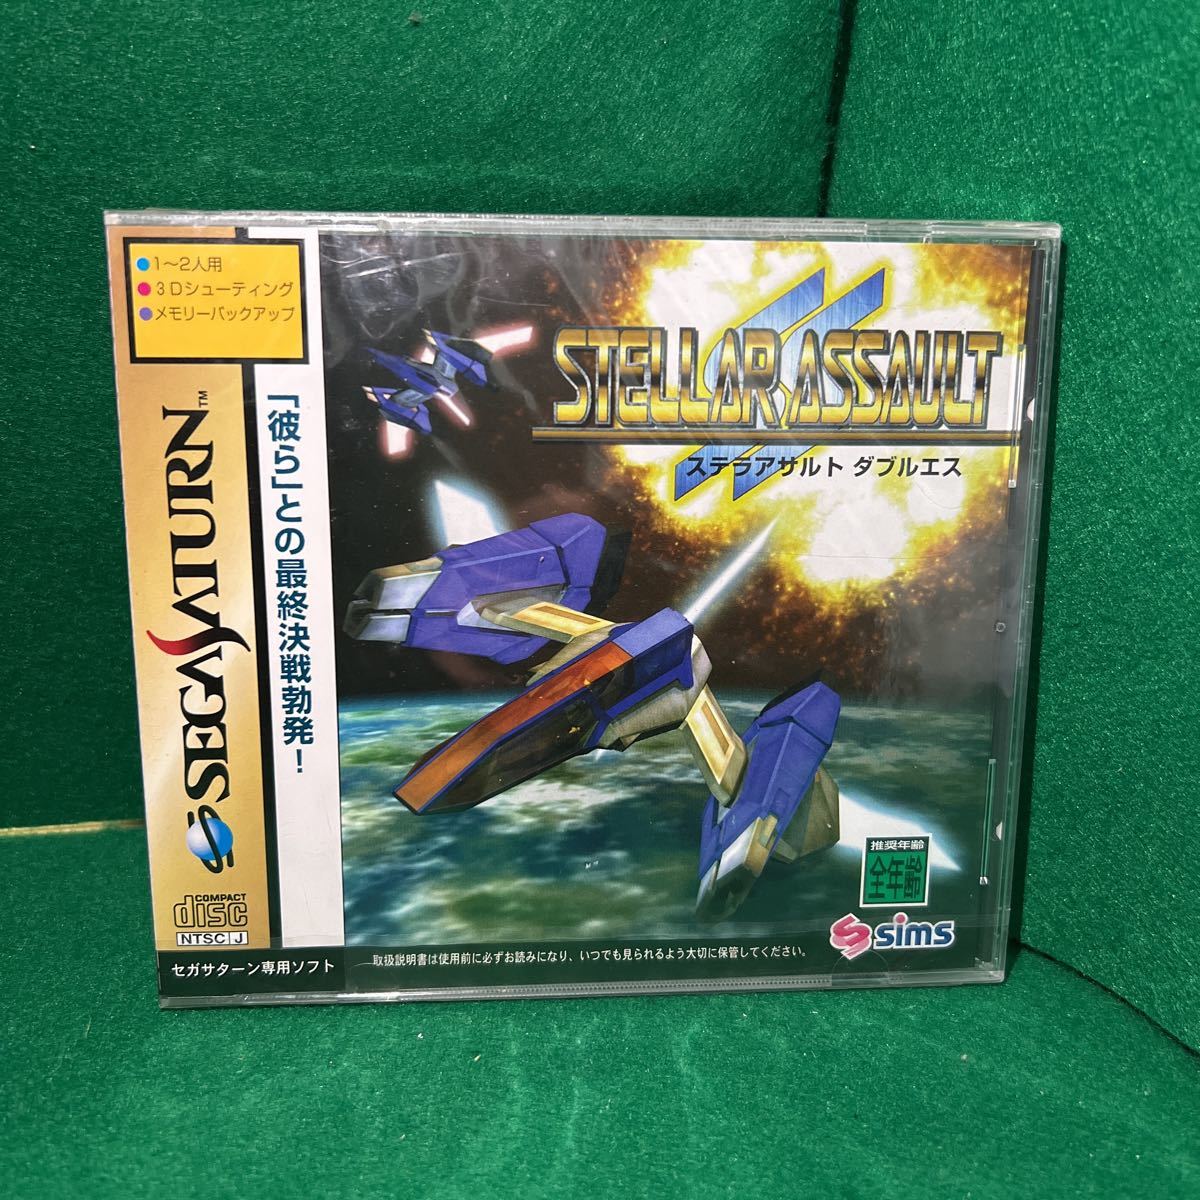 ●1〜2人用
●3Dシューティング
●メモリーバックアップ
SEGA SATURN™
COMPACT
disc
NTSC J
セガサターン専用ソフト
「彼ら」との最終決戦勃発！
SS
STELLAR ASSAULT
ステラアサルト ダブルエス
推奨年齢
全年齢
sims
取扱説明書は使用前に必ずお読みになり、いつでも見られるよう大切に保管してください。